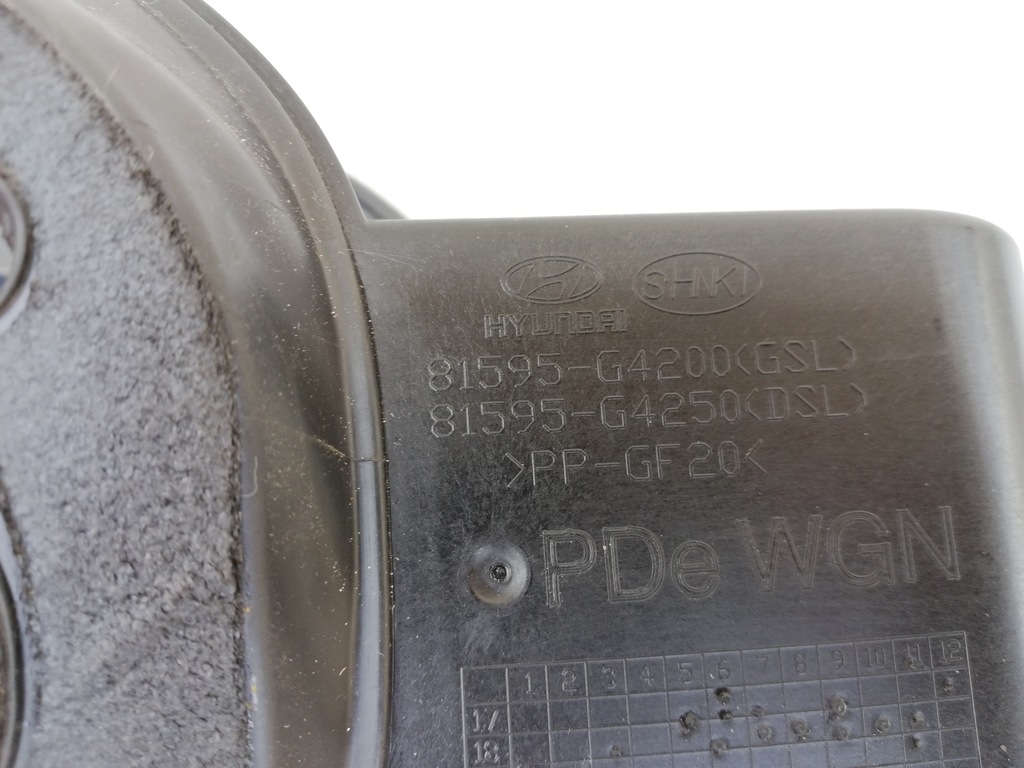 SHNKI
HYUNDAI
81595-G4200<GSL>
81595-G4250<DSL>
>PP-GF20<
PDe WGN
1 2 3 4 5 6 7 8 9 10 11 12
17
18